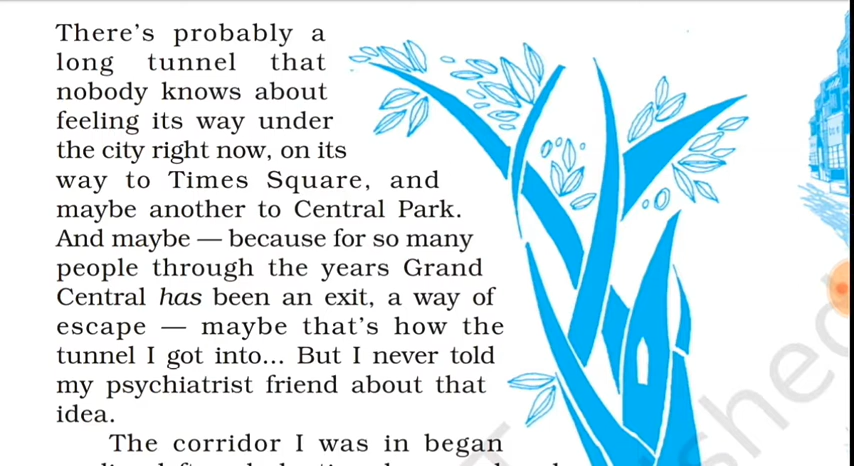 There's probably a
long tunnel that
nobody knows about
feeling its way under
the city right now, on its
way to Times Square, and
maybe another to Central Park.
And maybe — because for so many
people through the years Grand
Central has been an exit, a way of
escape — maybe that's how the
tunnel I got into... But I never told
my psychiatrist friend about that
idea.
The corridor I was in began